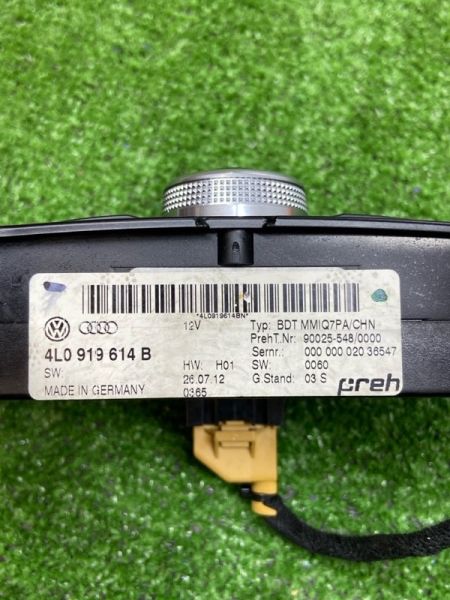 *4L0919614BN*
4L0 919 614 B
SW:
MADE IN GERMANY
12V
HW: H01
26.07.12
0365
Typ: BDT MMIQ7PA/CHN
PrehT.Nr: 90025-548/0000
Sernr.: 000 000 020 36547
SW: 0060
G.Stand: 03 S
preh